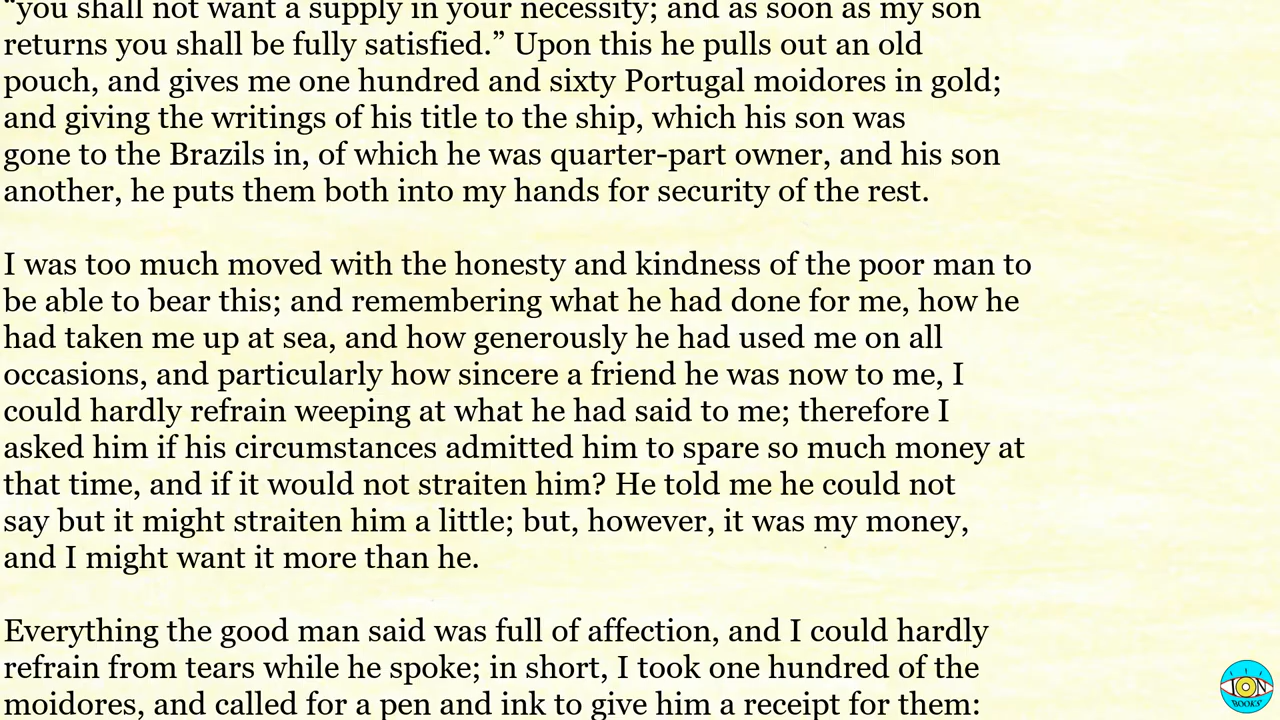 “you shall not want a supply in your necessity; and as soon as my son
returns you shall be fully satisfied.” Upon this he pulls out an old
pouch, and gives me one hundred and sixty Portugal moidores in gold;
and giving the writings of his title to the ship, which his son was
gone to the Brazils in, of which he was quarter-part owner, and his son
another, he puts them both into my hands for security of the rest.
I was too much moved with the honesty and kindness of the poor man to
be able to bear this; and remembering what he had done for me, how he
had taken me up at sea, and how generously he had used me on all
occasions, and particularly how sincere a friend he was now to me, I
could hardly refrain weeping at what he had said to me; therefore I
asked him if his circumstances admitted him to spare so much money at
that time, and if it would not straiten him? He told me he could not
say but it might straiten him a little; but, however, it was my money,
and I might want it more than he.
Everything the good man said was full of affection, and I could hardly
refrain from tears while he spoke; in short, I took one hundred of the
moidores, and called for a pen and ink to give him a receipt for them:
ION
BOOKS